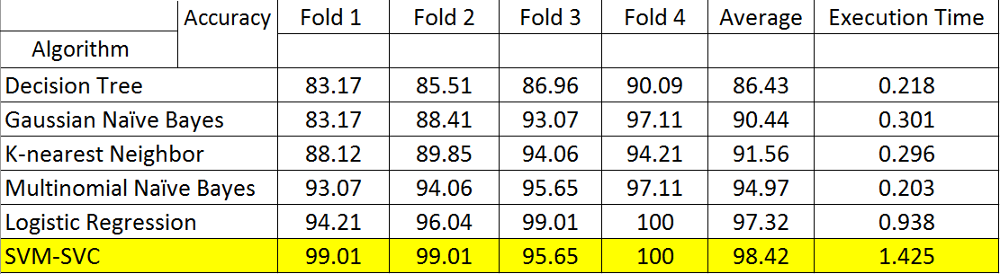 Accuracy Fold 1 Fold 2 Fold 3 Fold 4 Average Execution Time
Algorithm
Decision Tree 83.17 85.51 86.96 90.09 86.43 0.218
Gaussian Naïve Bayes 83.17 88.41 93.07 97.11 90.44 0.301
K-nearest Neighbor 88.12 89.85 94.06 94.21 91.56 0.296
Multinomial Naïve Bayes 93.07 94.06 95.65 97.11 94.97 0.203
Logistic Regression 94.21 96.04 99.01 100 97.32 0.938
SVM-SVC 99.01 99.01 95.65 100 98.42 1.425